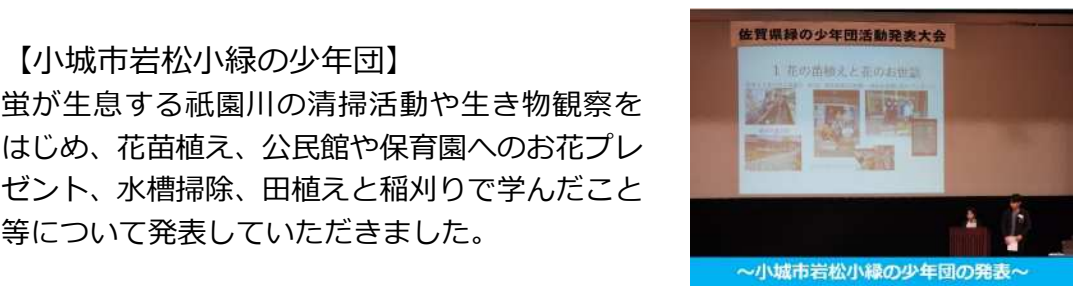 【小城市岩松小緑の少年団】
蛍が生息する祇園川の清掃活動や生き物観察を
はじめ、花苗植え、公民館や保育園へのお花プレ
ゼント、水槽掃除、田植えと稲刈りで学んだこと
等について発表していただきました。
佐賀県緑の少年団活動発表大会
1 花の苗植えと花のお世話
～小城市岩松小緑の少年団の発表～